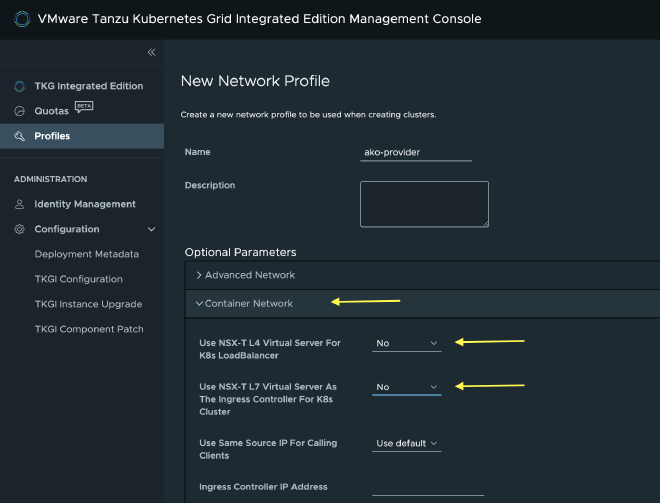 VMware Tanzu Kubernetes Grid Integrated Edition Management Console
TKG Integrated Edition
Quotas BETA
Profiles
ADMINISTRATION
Identity Management
Configuration
Deployment Metadata
TKGI Configuration
TKGI Instance Upgrade
TKGI Component Patch
New Network Profile
Create a new network profile to be used when creating clusters.
Name ako-provider
Description
Optional Parameters
Advanced Network
Container Network
Use NSX-T L4 Virtual Server For No
K8s LoadBalancer
Use NSX-T L7 Virtual Server As No
The Ingress Controller For K8s
Cluster
Use Same Source IP For Calling Use default
Clients
Ingress Controller IP Address